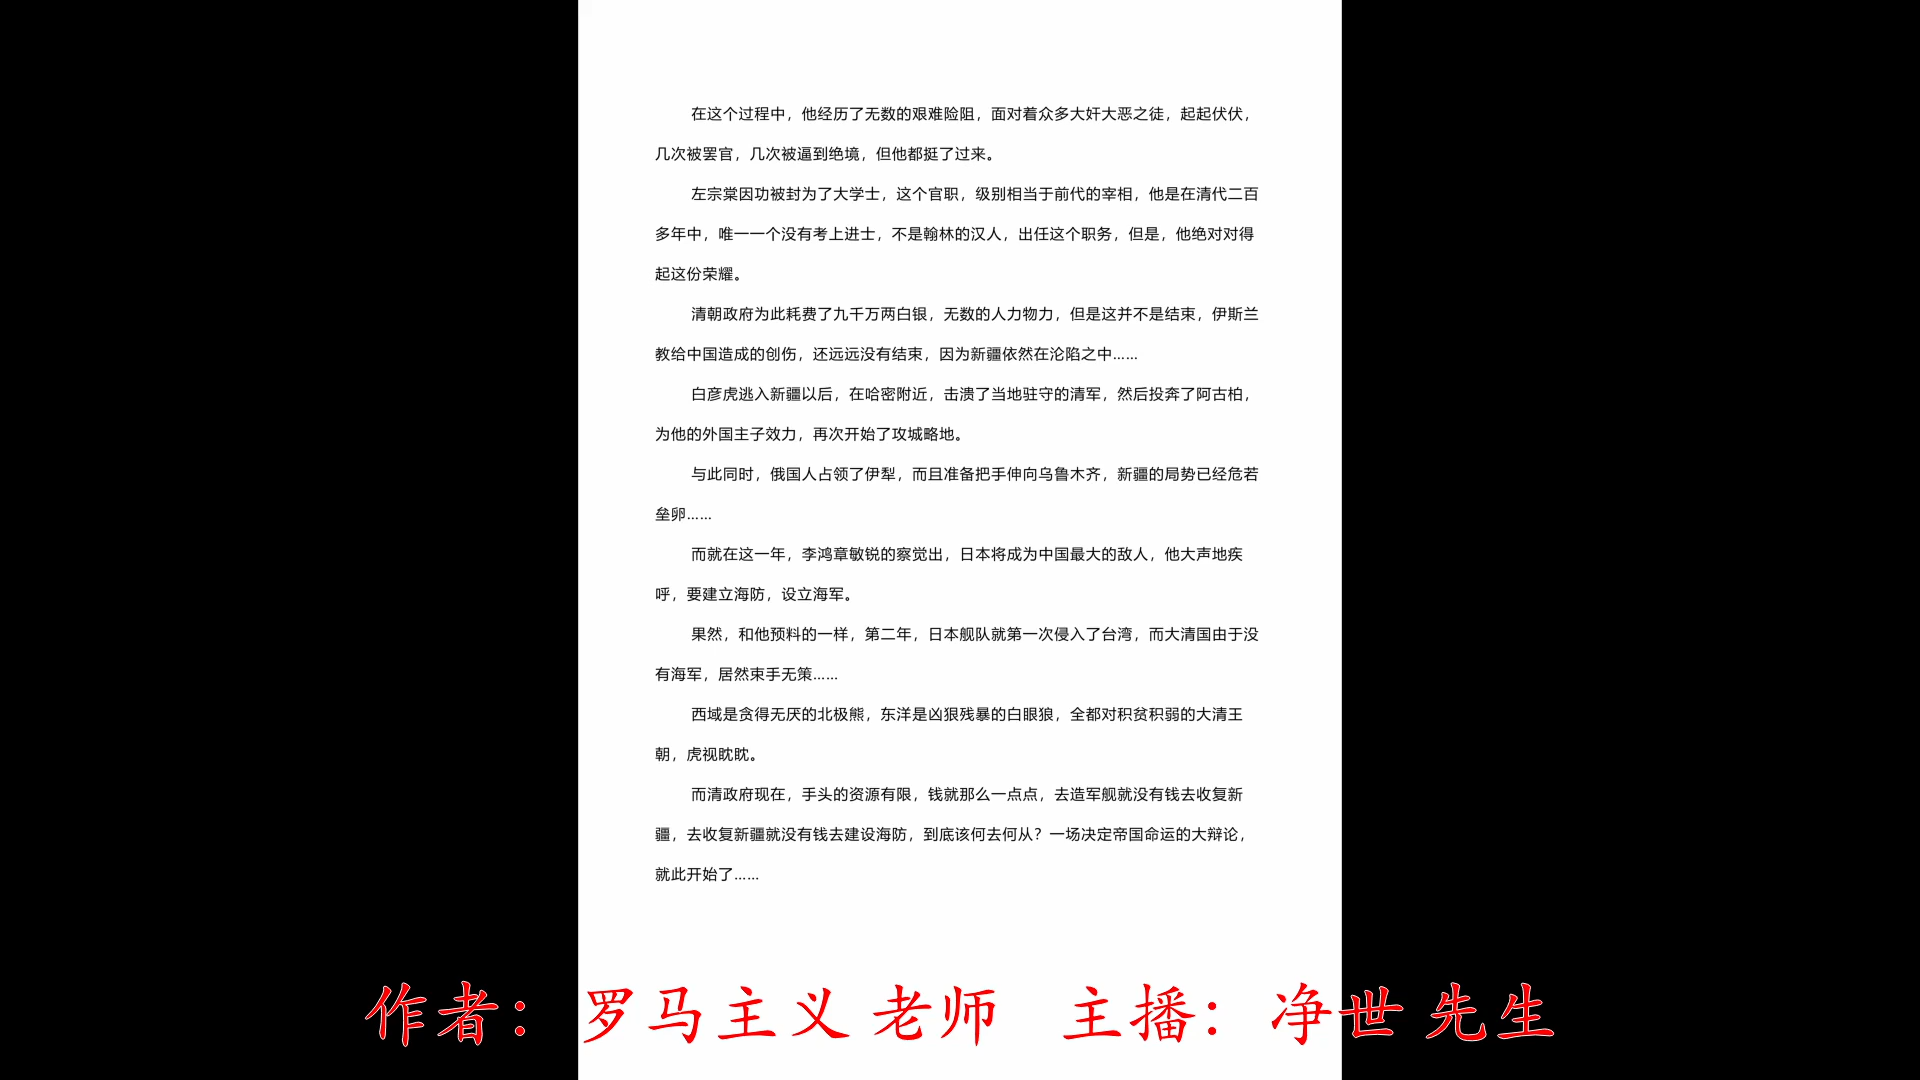 在这个过程中，他经历了无数的艰难险阻，面对着众多大奸大恶之徒，起起伏伏，
几次被罢官，几次被逼到绝境，但他都挺了过来。
左宗棠因功被封为了大学士，这个官职，级别相当于前代的宰相，他是在清代二百
多年中，唯一一个没有考上进士，不是翰林的汉人，出任这个职务，但是，他绝对对得
起这份荣耀。
清朝政府为此耗费了九千万两白银，无数的人力物力，但是这并不是结束，伊斯兰
教给中国造成的创伤，还远远没有结束，因为新疆依然在沦陷之中……
白彦虎逃入新疆以后，在哈密附近，击溃了当地驻守的清军，然后投奔了阿古柏，
为他的外国主子效力，再次开始了攻城略地。
与此同时，俄国人占领了伊犁，而且准备把手伸向乌鲁木齐，新疆的局势已经危若
垒卵……
而就在这一年，李鸿章敏锐的察觉出，日本将成为中国最大的敌人，他大声地疾
呼，要建立海防，设立海军。
果然，和他预料的一样，第二年，日本舰队就第一次侵入了台湾，而大清国由于没
有海军，居然束手无策……
西域是贪得无厌的北极熊，东洋是凶狠残暴的白眼狼，全都对积贫积弱的大清王
朝，虎视眈眈。
而清政府现在，手头的资源有限，钱就那么一点点，去造军舰就没有钱去收复新
疆，去收复新疆就没有钱去建设海防，到底该何去何从？一场决定帝国命运的大辩论，
就此开始了……
作者：罗马主义 老师 主播：净世 先生